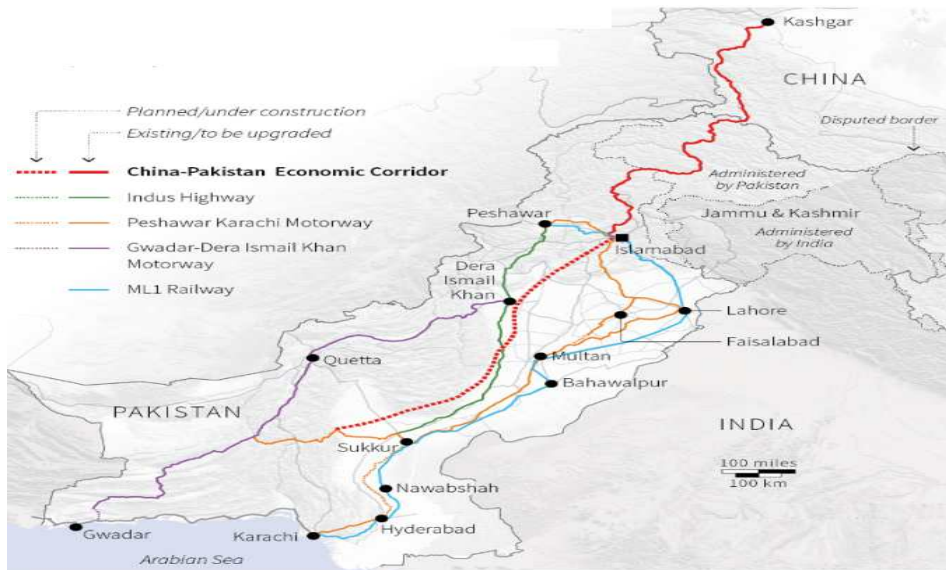 Kashgar
CHINA
Planned/under construction
Existing/to be upgraded
Disputed border
China-Pakistan Economic Corridor
Administered
by Pakistan
Indus Highway
Peshawar
Jammu & Kashmir
Peshawar Karachi Motorway
Administered
by India
Islamabad
Gwadar-Dera Ismail Khan
Motorway
Dera
Ismail
Khan
ML1 Railway
Lahore
Faisalabad
Quetta
Multan
Bahawalpur
PAKISTAN
INDIA
Sukkur
100 miles
100 km
Nawabshah
Hyderabad
Gwadar
Karachi
Arabian Sea